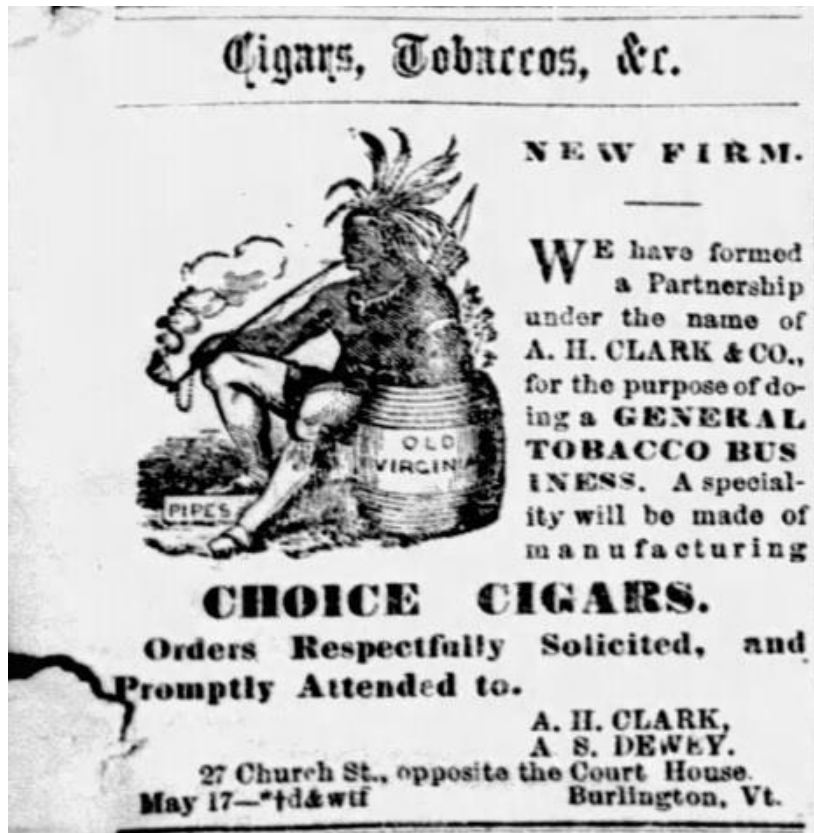 Cigars, Tobaccos, &c.
NEW FIRM.
WE have formed
a Partnership
under the name of
A. H. CLARK & CO.,
for the purpose of do-
ing a GENERAL
TOBACCO BUS
INESS. A special-
ity will be made of
manufacturing
OLD
VIRGINIA
PIPES
CHOICE CIGARS.
Orders Respectfully Solicited, and
Promptly Attended to.
A. H. CLARK,
A S. DEWEY.
27 Church St., opposite the Court House.
May 17—*†d&wtf Burlington, Vt.